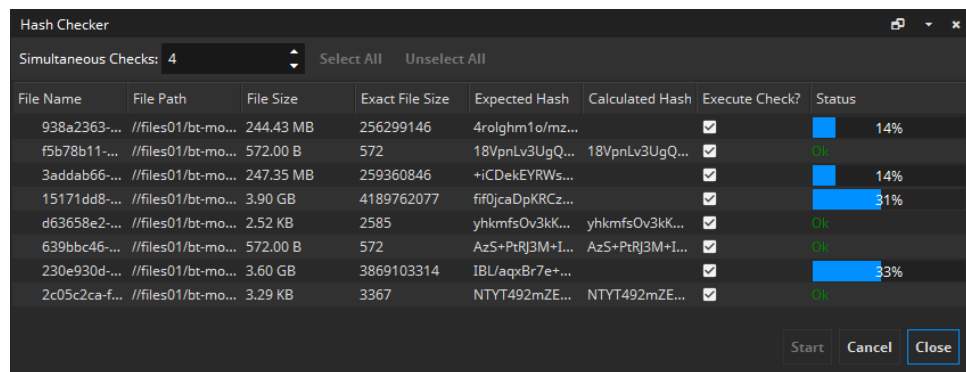 Hash Checker
Simultaneous Checks: 4 Select All Unselect All
File Name File Path File Size Exact File Size Expected Hash Calculated Hash Execute Check? Status
938a2363-... //files01/bt-mo... 244.43 MB 256299146 4rolghm1o/mz... 14%
f5b78b11-... //files01/bt-mo... 572.00 B 572 18VpnLv3UgQ... 18VpnLv3UgQ... Ok
3addab66-... //files01/bt-mo... 247.35 MB 259360846 +iCDekEYRWs... 14%
15171dd8-... //files01/bt-mo... 3.90 GB 4189762077 fif0jcaDpKRCz... 31%
d63658e2-... //files01/bt-mo... 2.52 KB 2585 yhkmfsOv3kK... yhkmfsOv3kK... Ok
639bbc46-... //files01/bt-mo... 572.00 B 572 AzS+PtRJ3M+I... AzS+PtRJ3M+I... Ok
230e930d-... //files01/bt-mo... 3.60 GB 3869103314 IBL/aqxBr7e+... 33%
2c05c2ca-f... //files01/bt-mo... 3.29 KB 3367 NTYT492mZE... NTYT492mZE... Ok
Start Cancel Close